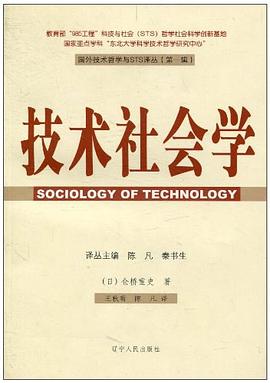 教育部“985工程”科技与社会（STS）哲学社会科学创新基地
国家重点学科“东北大学科学技术哲学研究中心”
国外技术哲学与STS译丛【第一辑】
技术社会学
SOCIOLOGY OF TECHNOLOGY
译丛主编 陈 凡 秦书生
（日）仓桥重史 著
王秋菊 陈 凡 译
辽宁人民出版社